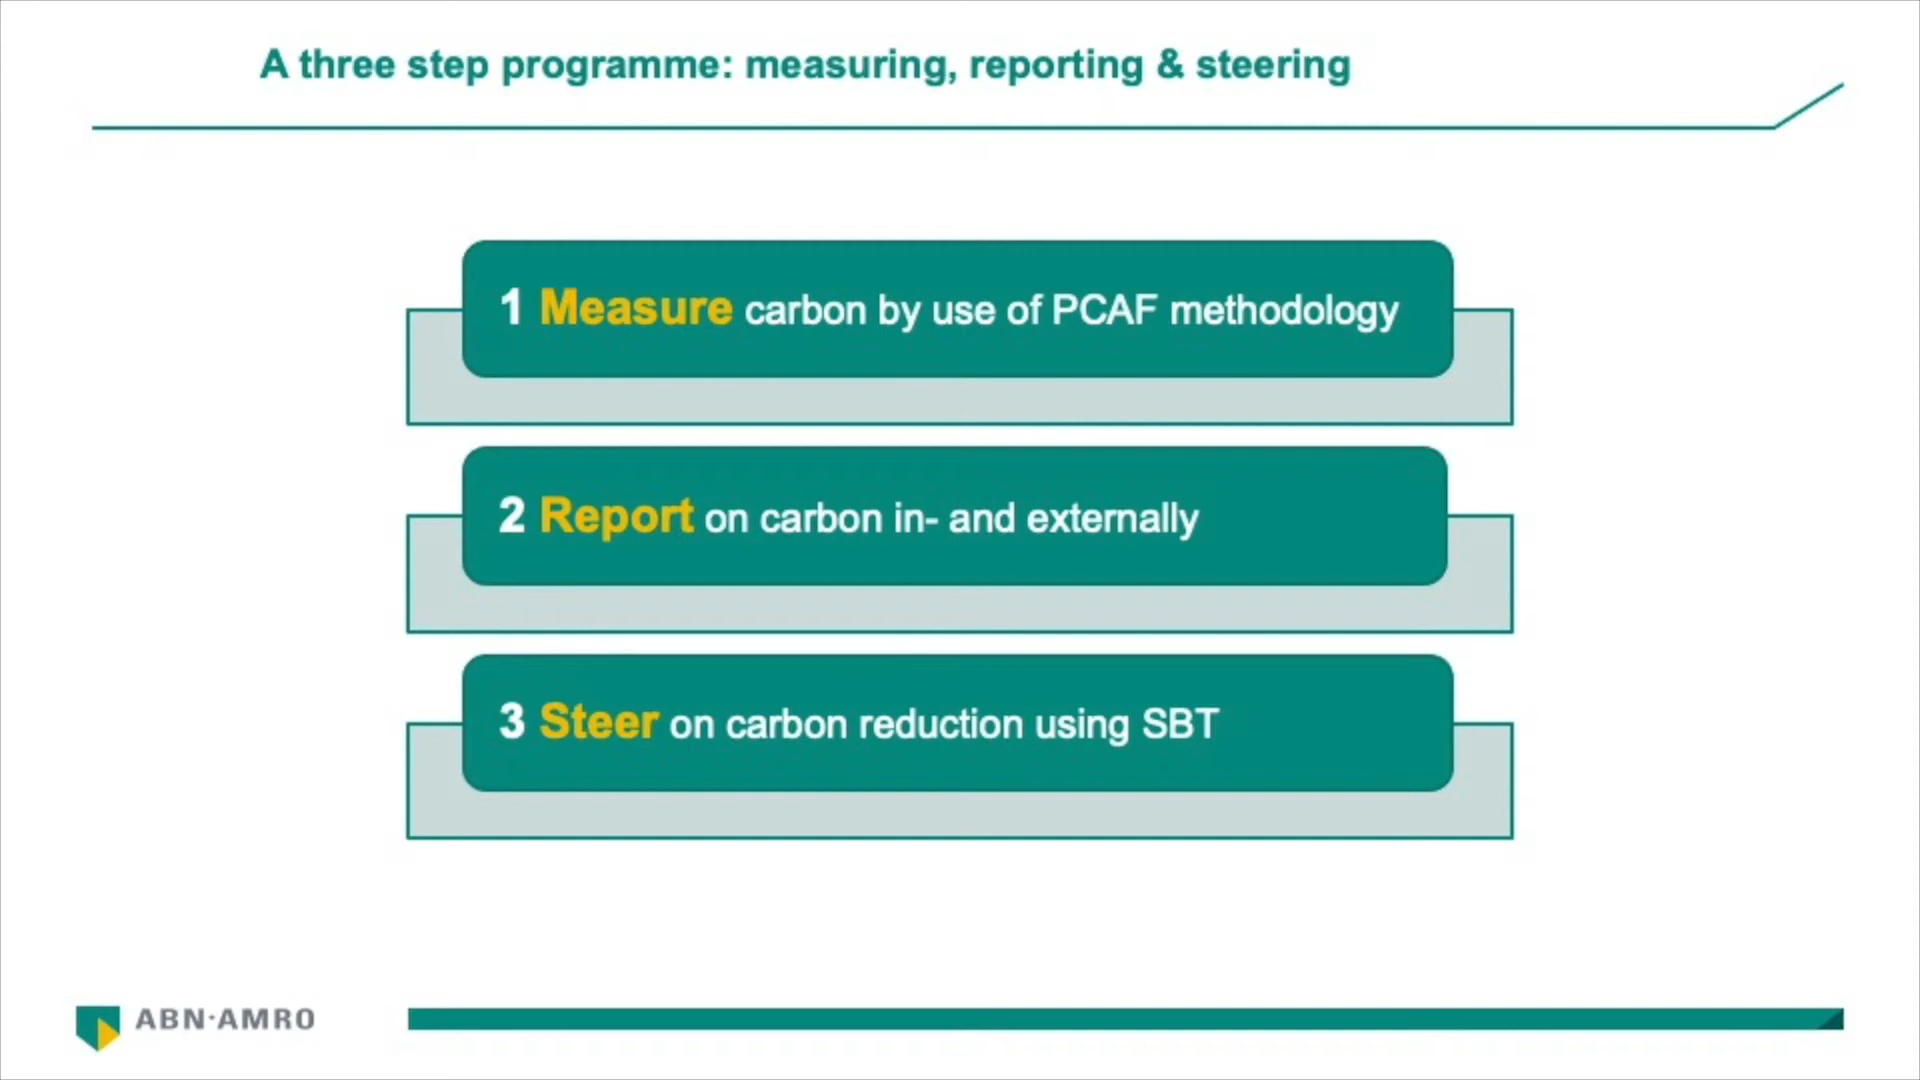 A three step programme: measuring, reporting & steering
1 Measure carbon by use of PCAF methodology
2 Report on carbon in- and externally
3 Steer on carbon reduction using SBT
ABN·AMRO